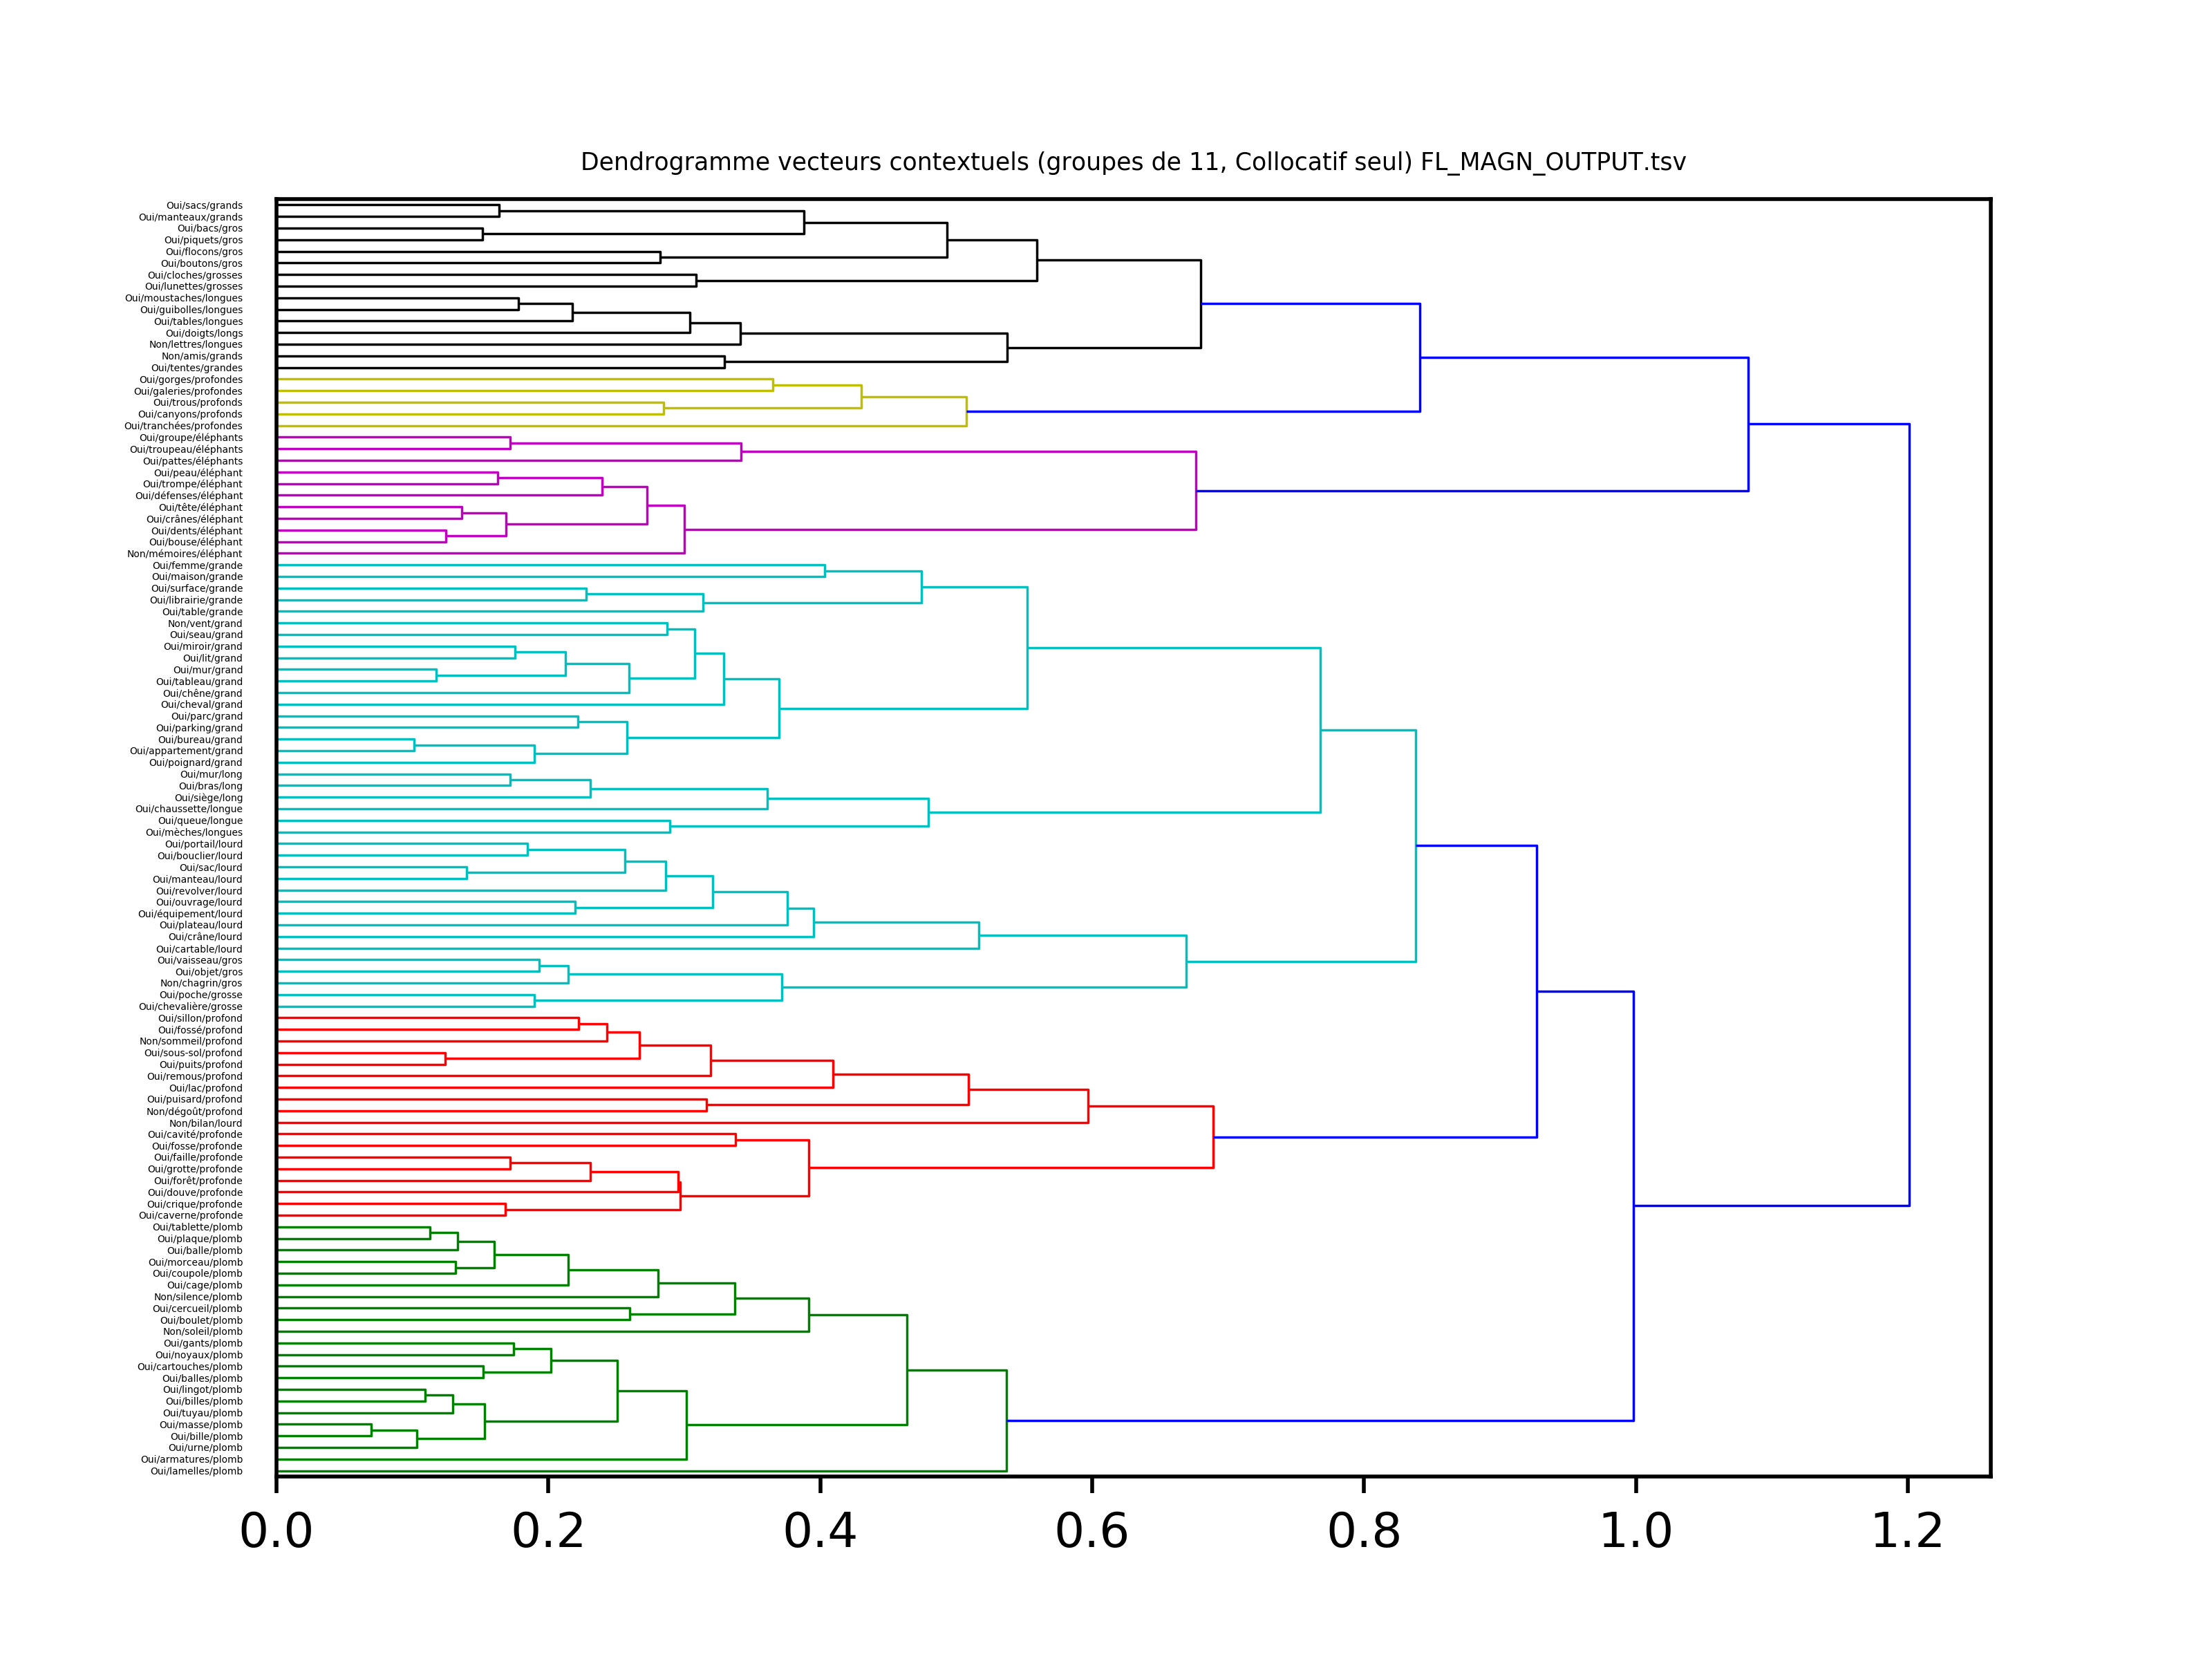 Dendrogramme vecteurs contextuels (groupes de 11, Collocatif seul) FL_MAGN_OUTPUT.tsv
Oui/sacs/grands
Oui/manteaux/grands
Oui/bacs/gros
Oui/piquets/gros
Oui/flocons/gros
Oui/boutons/gros
Oui/cloches/grosses
Oui/lunettes/grosses
Oui/moustaches/longues
Oui/guibolles/longues
Oui/tables/longues
Oui/doigts/longs
Non/lettres/longues
Non/amis/grands
Oui/tentes/grandes
Oui/gorges/profondes
Oui/galeries/profondes
Oui/trous/profonds
Oui/canyons/profonds
Oui/tranchées/profondes
Oui/groupe/éléphants
Oui/troupeau/éléphants
Oui/pattes/éléphants
Oui/peau/éléphant
Oui/trompe/éléphant
Oui/défenses/éléphant
Oui/tête/éléphant
Oui/crânes/éléphant
Oui/dents/éléphant
Oui/bouse/éléphant
Non/mémoires/éléphant
Oui/femme/grande
Oui/maison/grande
Oui/surface/grande
Oui/librairie/grande
Oui/table/grande
Non/vent/grand
Oui/seau/grand
Oui/miroir/grand
Oui/lit/grand
Oui/mur/grand
Oui/tableau/grand
Oui/chêne/grand
Oui/cheval/grand
Oui/parc/grand
Oui/parking/grand
Oui/bureau/grand
Oui/appartement/grand
Oui/poignard/grand
Oui/mur/long
Oui/bras/long
Oui/siège/long
Oui/chaussette/longue
Oui/queue/longue
Oui/mèches/longues
Oui/portail/lourd
Oui/bouclier/lourd
Oui/sac/lourd
Oui/manteau/lourd
Oui/revolver/lourd
Oui/ouvrage/lourd
Oui/équipement/lourd
Oui/plateau/lourd
Oui/crâne/lourd
Oui/cartable/lourd
Oui/vaisseau/gros
Oui/objet/gros
Non/chagrin/gros
Oui/poche/grosse
Oui/chevalière/grosse
Oui/sillon/profond
Oui/fossé/profond
Non/sommeil/profond
Oui/sous-sol/profond
Oui/puits/profond
Oui/remous/profond
Oui/lac/profond
Oui/puisard/profond
Non/dégoût/profond
Non/bilan/lourd
Oui/cavité/profonde
Oui/fosse/profonde
Oui/faille/profonde
Oui/grotte/profonde
Oui/forêt/profonde
Oui/douve/profonde
Oui/crique/profonde
Oui/caverne/profonde
Oui/tablette/plomb
Oui/plaque/plomb
Oui/balle/plomb
Oui/morceau/plomb
Oui/coupole/plomb
Oui/cage/plomb
Non/silence/plomb
Oui/cercueil/plomb
Oui/boulet/plomb
Non/soleil/plomb
Oui/gants/plomb
Oui/noyaux/plomb
Oui/cartouches/plomb
Oui/balles/plomb
Oui/lingot/plomb
Oui/billes/plomb
Oui/tuyau/plomb
Oui/masse/plomb
Oui/bille/plomb
Oui/urne/plomb
Oui/armatures/plomb
Oui/lamelles/plomb
0.0 0.2 0.4 0.6 0.8 1.0 1.2